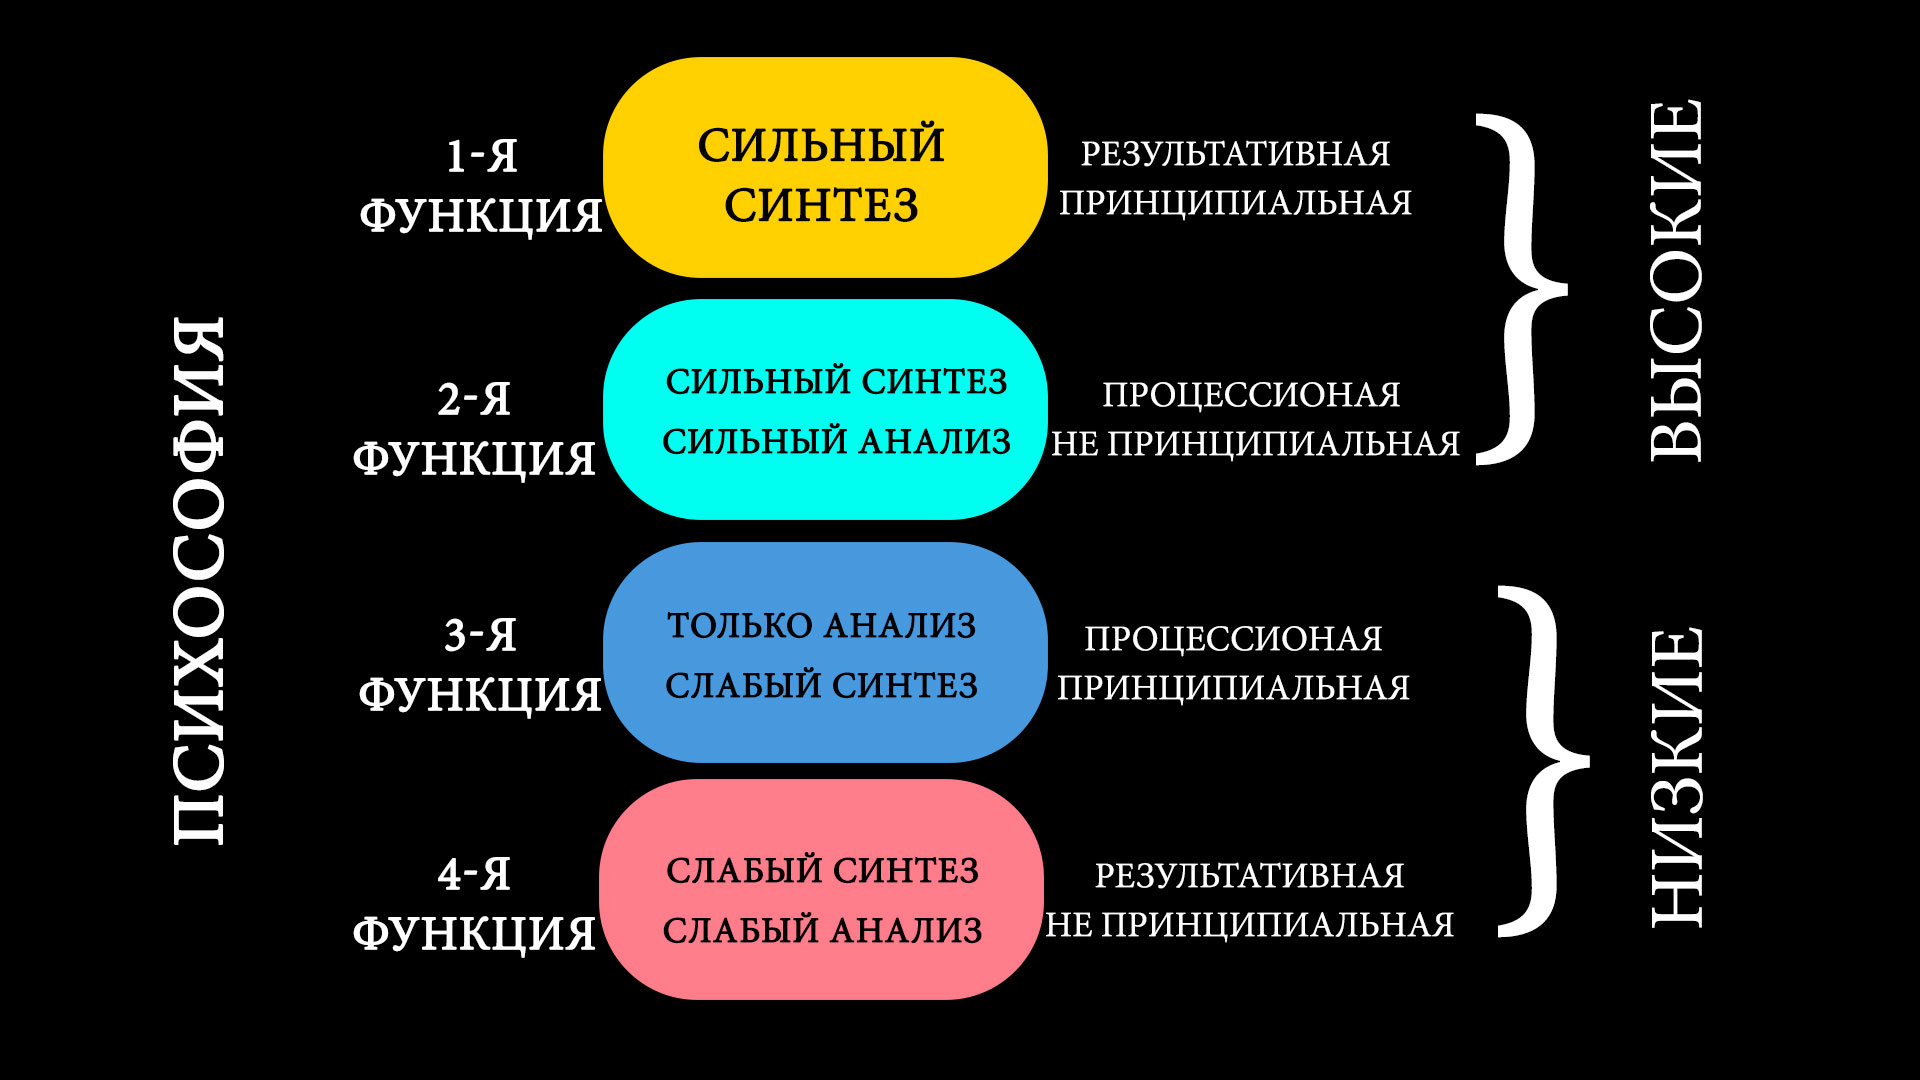 ПСИХОСОФИЯ
1-Я
ФУНКЦИЯ
СИЛЬНЫЙ
СИНТЕЗ
РЕЗУЛЬТАТИВНАЯ
ПРИНЦИПИАЛЬНАЯ
2-Я
ФУНКЦИЯ
СИЛЬНЫЙ СИНТЕЗ
СИЛЬНЫЙ АНАЛИЗ
ПРОЦЕССИОНАЯ
НЕ ПРИНЦИПИАЛЬНАЯ
ВЫСОКИЕ
3-Я
ФУНКЦИЯ
ТОЛЬКО АНАЛИЗ
СЛАБЫЙ СИНТЕЗ
ПРОЦЕССИОНАЯ
ПРИНЦИПИАЛЬНАЯ
4-Я
ФУНКЦИЯ
СЛАБЫЙ СИНТЕЗ
СЛАБЫЙ АНАЛИЗ
РЕЗУЛЬТАТИВНАЯ
НЕ ПРИНЦИПИАЛЬНАЯ
НИЗКИЕ